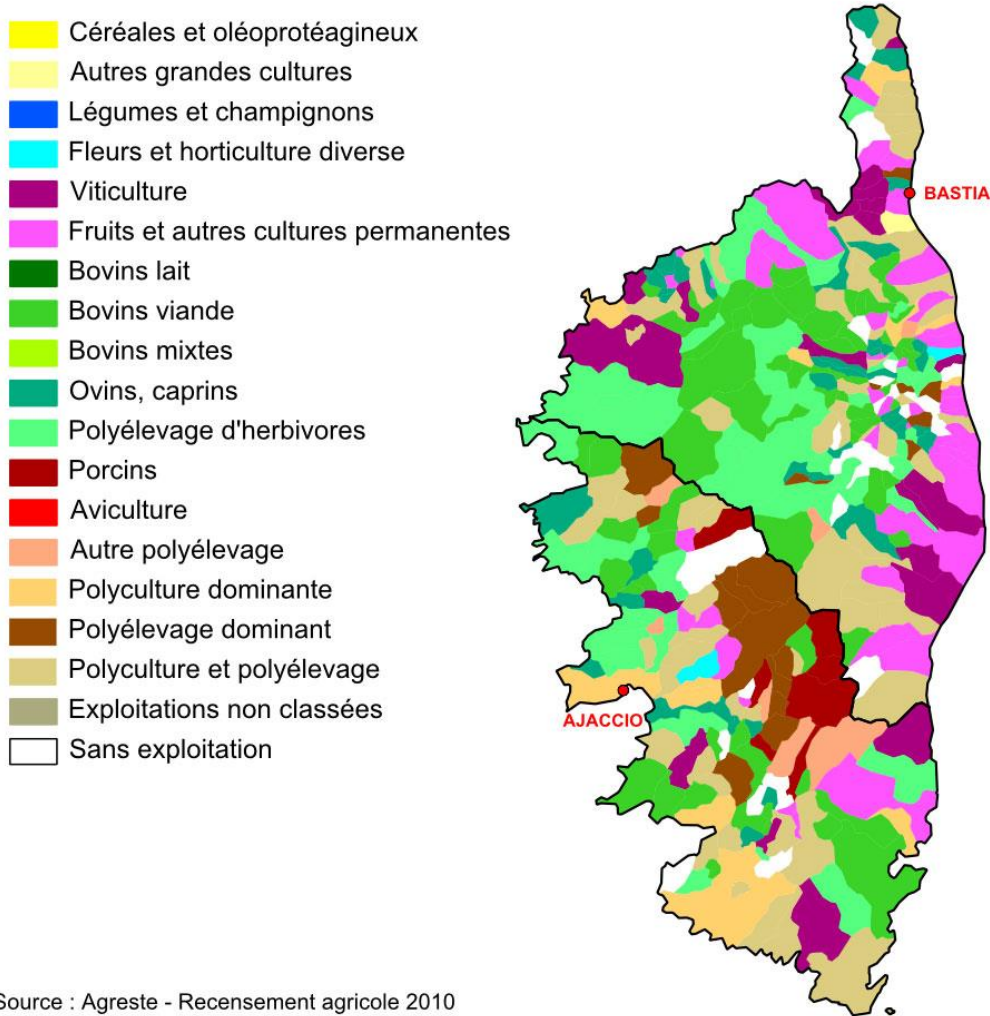 Céréales et oléoprotéagineux
Autres grandes cultures
Légumes et champignons
Fleurs et horticulture diverse
Viticulture
Fruits et autres cultures permanentes
Bovins lait
Bovins viande
Bovins mixtes
Ovins, caprins
Polyélevage d'herbivores
Porcins
Aviculture
Autre polyélevage
Polyculture dominante
Polyélevage dominant
Polyculture et polyélevage
Exploitations non classées
Sans exploitation
BASTIA
AJACCIO
Source : Agreste - Recensement agricole 2010